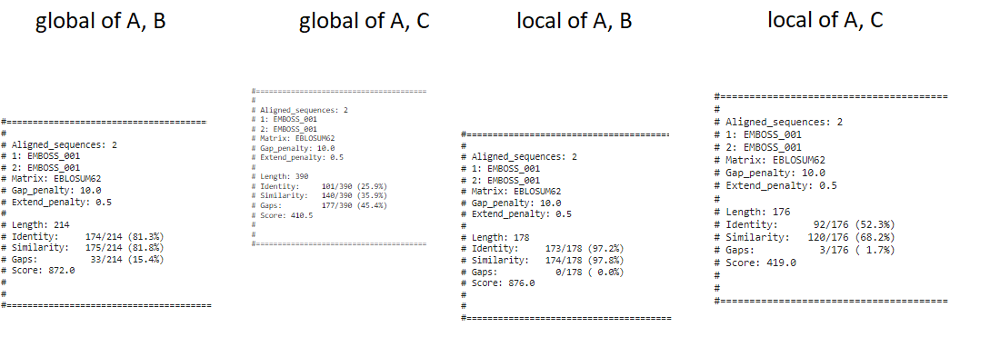 global of A, B
#=======================================
#
# Aligned_sequences: 2
# 1: EMBOSS_001
# 2: EMBOSS_001
# Matrix: EBLOSUM62
# Gap_penalty: 10.0
# Extend_penalty: 0.5
#
# Length: 214
# Identity:     174/214 (81.3%)
# Similarity:   175/214 (81.8%)
# Gaps:          33/214 (15.4%)
# Score: 872.0
#
#
#=======================================
global of A, C
#=======================================
#
# Aligned_sequences: 2
# 1: EMBOSS_001
# 2: EMBOSS_001
# Matrix: EBLOSUM62
# Gap_penalty: 10.0
# Extend_penalty: 0.5
#
# Length: 390
# Identity:     101/390 (25.9%)
# Similarity:   140/390 (35.9%)
# Gaps:         177/390 (45.4%)
# Score: 410.5
#
#
#=======================================
local of A, B
#=======================================
#
# Aligned_sequences: 2
# 1: EMBOSS_001
# 2: EMBOSS_001
# Matrix: EBLOSUM62
# Gap_penalty: 10.0
# Extend_penalty: 0.5
#
# Length: 178
# Identity:     173/178 (97.2%)
# Similarity:   174/178 (97.8%)
# Gaps:           0/178 ( 0.0%)
# Score: 876.0
#
#
#=======================================
local of A, C
#=======================================
#
# Aligned_sequences: 2
# 1: EMBOSS_001
# 2: EMBOSS_001
# Matrix: EBLOSUM62
# Gap_penalty: 10.0
# Extend_penalty: 0.5
#
# Length: 176
# Identity:      92/176 (52.3%)
# Similarity:   120/176 (68.2%)
# Gaps:           3/176 ( 1.7%)
# Score: 419.0
#
#
#=======================================